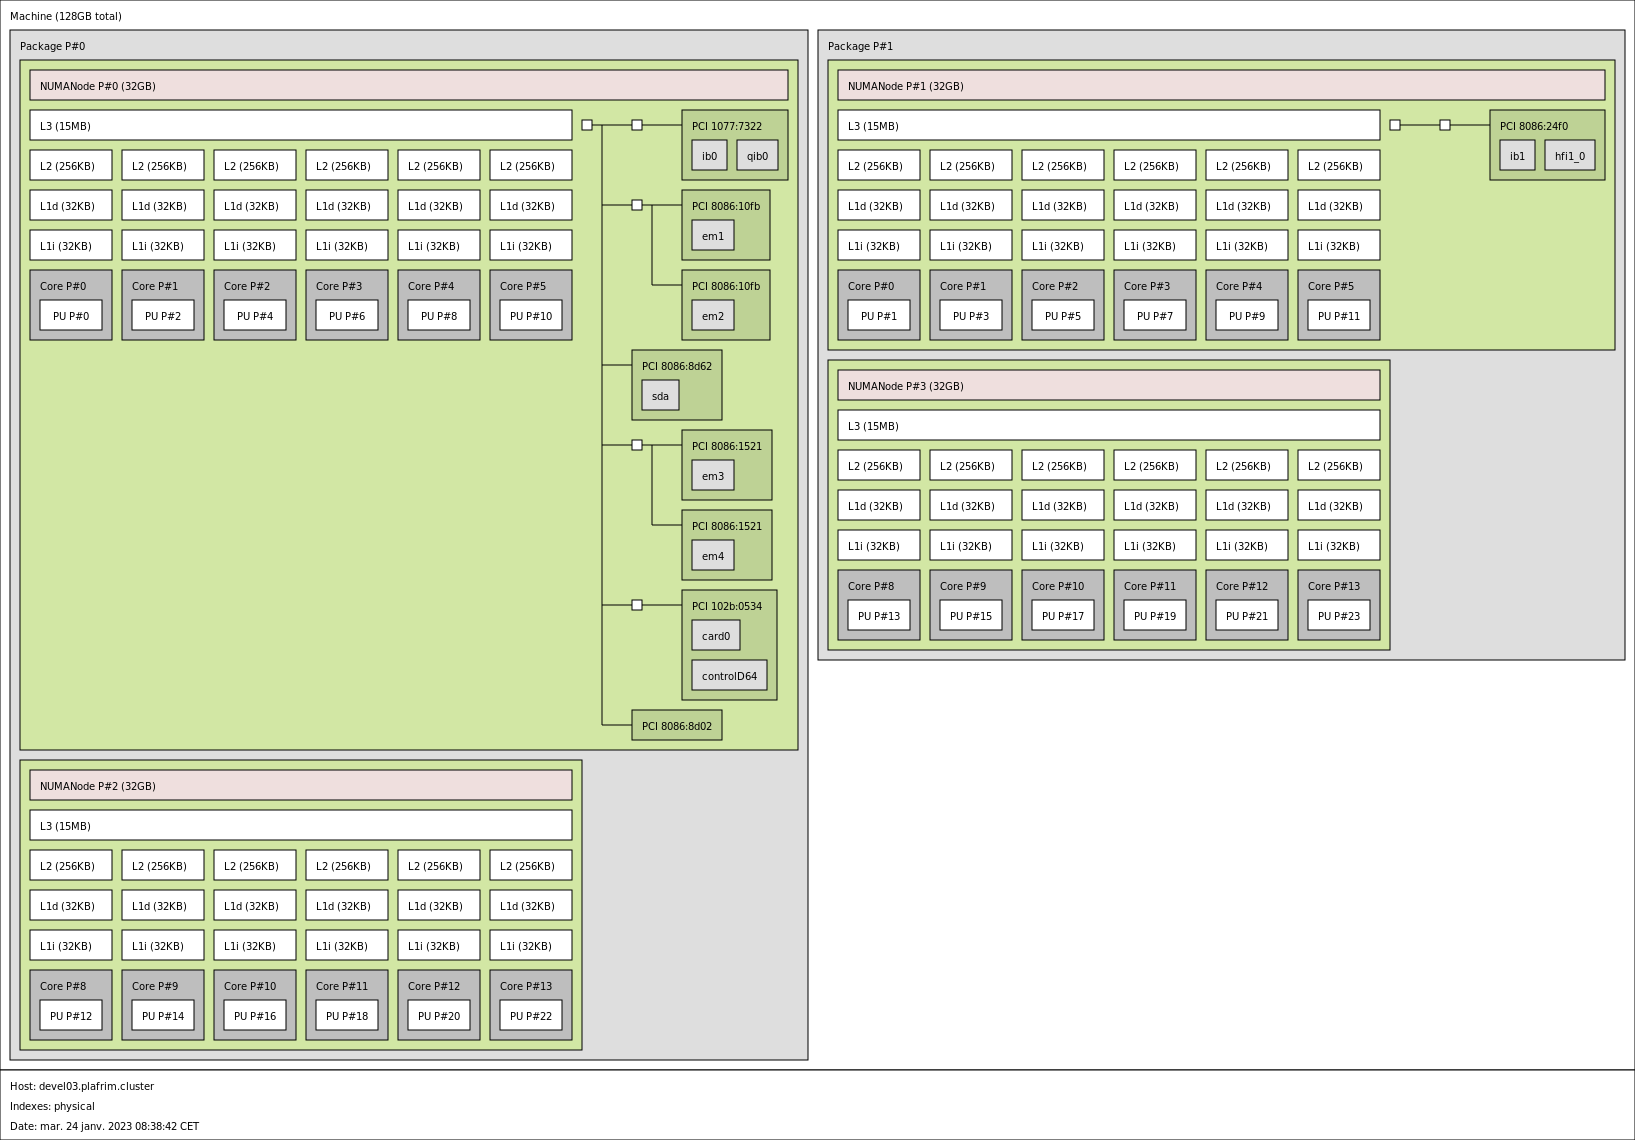 Machine (128GB total)
Package P#0
NUMANode P#0 (32GB)
L3 (15MB)
L2 (256KB) L2 (256KB) L2 (256KB) L2 (256KB) L2 (256KB) L2 (256KB)
L1d (32KB) L1d (32KB) L1d (32KB) L1d (32KB) L1d (32KB) L1d (32KB)
L1i (32KB) L1i (32KB) L1i (32KB) L1i (32KB) L1i (32KB) L1i (32KB)
Core P#0 Core P#1 Core P#2 Core P#3 Core P#4 Core P#5
PU P#0 PU P#2 PU P#4 PU P#6 PU P#8 PU P#10
PCI 1077:7322
ib0 qib0
PCI 8086:10fb
em1
PCI 8086:10fb
em2
PCI 8086:8d62
sda
PCI 8086:1521
em3
PCI 8086:1521
em4
PCI 102b:0534
card0
controlD64
PCI 8086:8d02
NUMANode P#2 (32GB)
L3 (15MB)
L2 (256KB) L2 (256KB) L2 (256KB) L2 (256KB) L2 (256KB) L2 (256KB)
L1d (32KB) L1d (32KB) L1d (32KB) L1d (32KB) L1d (32KB) L1d (32KB)
L1i (32KB) L1i (32KB) L1i (32KB) L1i (32KB) L1i (32KB) L1i (32KB)
Core P#8 Core P#9 Core P#10 Core P#11 Core P#12 Core P#13
PU P#12 PU P#14 PU P#16 PU P#18 PU P#20 PU P#22
Package P#1
NUMANode P#1 (32GB)
L3 (15MB)
L2 (256KB) L2 (256KB) L2 (256KB) L2 (256KB) L2 (256KB) L2 (256KB)
L1d (32KB) L1d (32KB) L1d (32KB) L1d (32KB) L1d (32KB) L1d (32KB)
L1i (32KB) L1i (32KB) L1i (32KB) L1i (32KB) L1i (32KB) L1i (32KB)
Core P#0 Core P#1 Core P#2 Core P#3 Core P#4 Core P#5
PU P#1 PU P#3 PU P#5 PU P#7 PU P#9 PU P#11
PCI 8086:24f0
ib1 hfi1_0
NUMANode P#3 (32GB)
L3 (15MB)
L2 (256KB) L2 (256KB) L2 (256KB) L2 (256KB) L2 (256KB) L2 (256KB)
L1d (32KB) L1d (32KB) L1d (32KB) L1d (32KB) L1d (32KB) L1d (32KB)
L1i (32KB) L1i (32KB) L1i (32KB) L1i (32KB) L1i (32KB) L1i (32KB)
Core P#8 Core P#9 Core P#10 Core P#11 Core P#12 Core P#13
PU P#13 PU P#15 PU P#17 PU P#19 PU P#21 PU P#23
Host: devel03.plafrim.cluster
Indexes: physical
Date: mar. 24 janv. 2023 08:38:42 CET